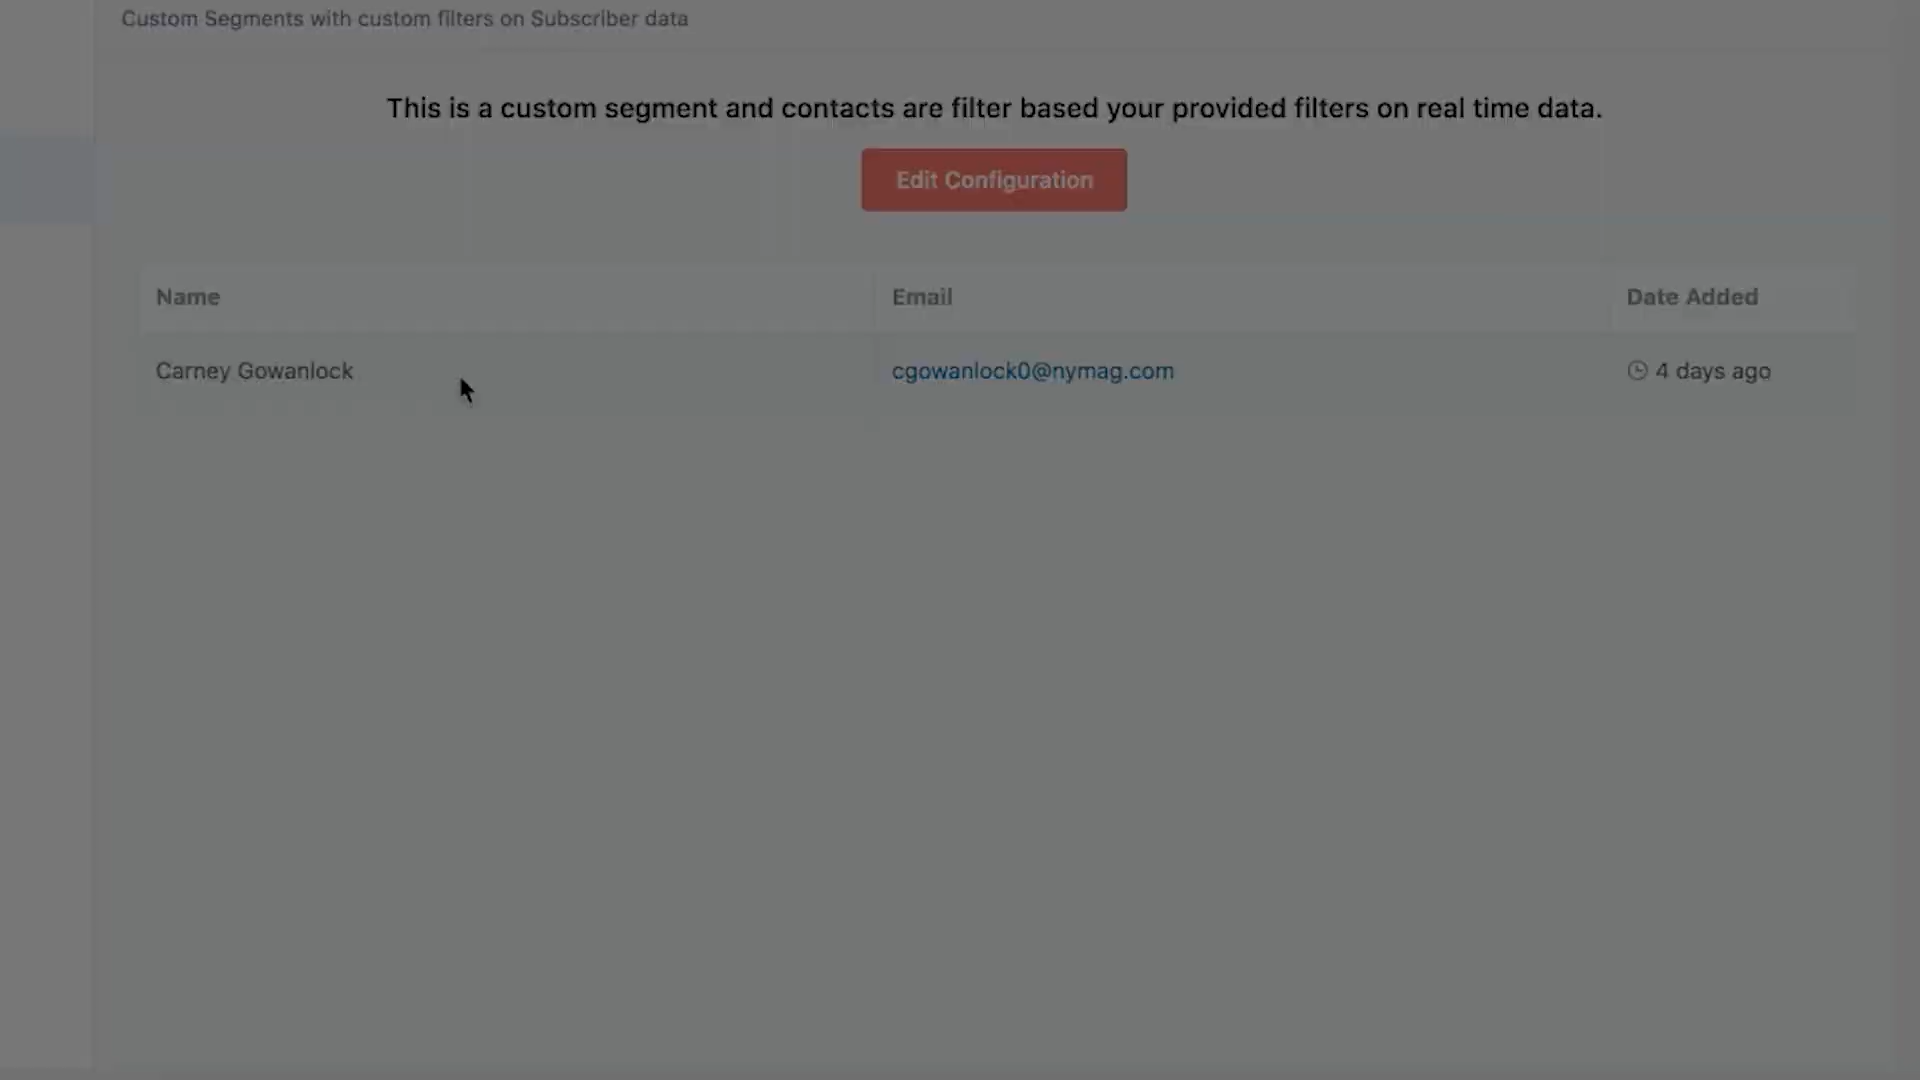 Custom Segments with custom filters on Subscriber data
This is a custom segment and contacts are filter based your provided filters on real time data.
Edit Configuration
Name Email Date Added
Carney Gowanlock cgowanlock0@nymag.com 4 days ago